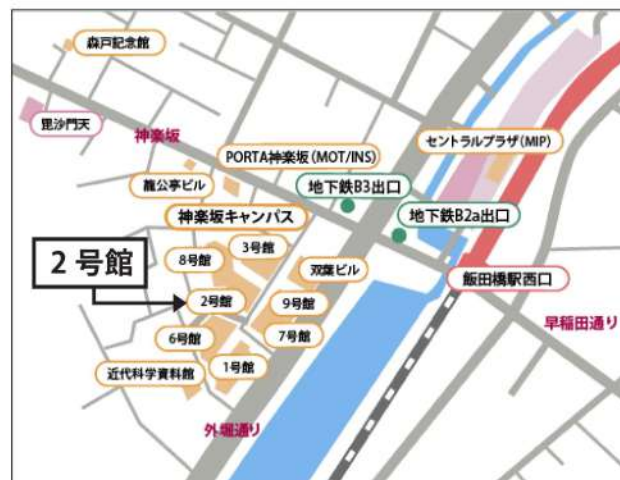 森戸記念館
毘沙門天
神楽坂
PORTA神楽坂(MOT/INS)
セントラルプラザ(MIP)
龍公亭ビル
地下鉄B3出口
神楽坂キャンパス
地下鉄B2a出口
3号館
8号館
双葉ビル
2号館
飯田橋駅西口
2号館
9号館
早稲田通り
6号館
7号館
近代科学資料館
1号館
外堀通り